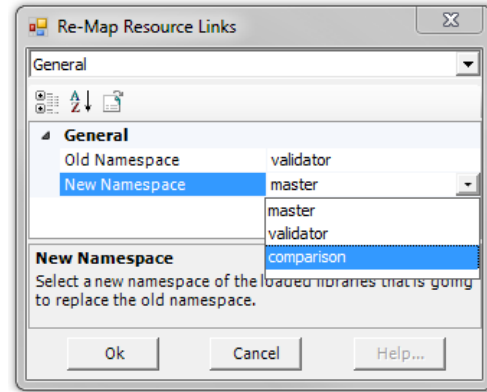 Re-Map Resource Links
General
General
Old Namespace validator
New Namespace master
master
validator
comparison
New Namespace
Select a new namespace of the loaded libraries that is going
to replace the old namespace.
Ok Cancel Help...